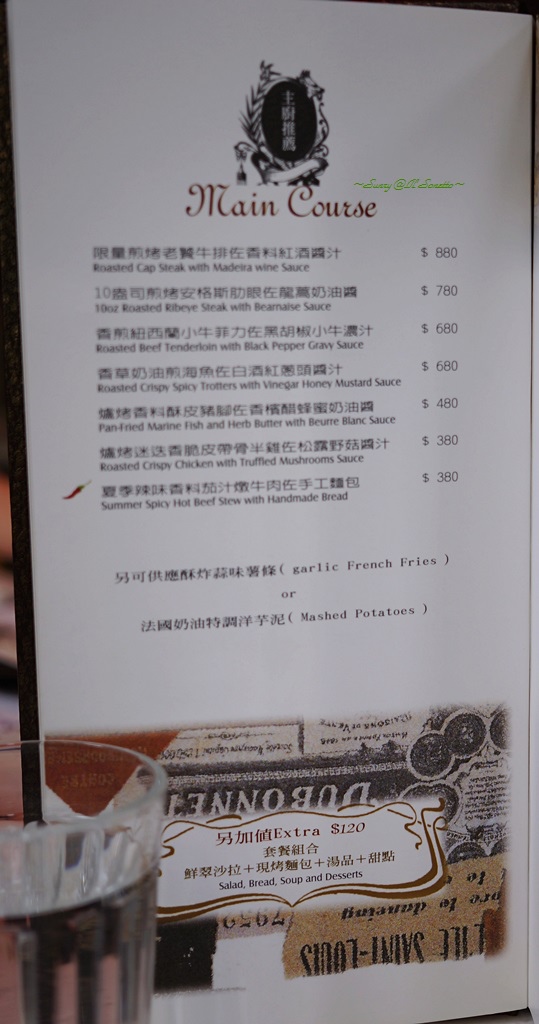 主廚推薦
~Suzzy@Il Sonetto~
Main Course
限量煎烤老饕牛排佐香料紅酒醬汁 $ 880
Roasted Cap Steak with Madeira wine Sauce
10盎司煎烤安格斯肋眼佐龍蒿奶油醬 $ 780
10oz Roasted Ribeye Steak with Bearnaise Sauce
香煎紐西蘭小牛菲力佐黑胡椒小牛濃汁 $ 680
Roasted Beef Tenderloin with Black Pepper Gravy Sauce
香草奶油煎海魚佐白酒紅蔥頭醬汁 $ 680
Roasted Crispy Spicy Trotters with Vinegar Honey Mustard Sauce
爐烤香料酥皮豬腳佐香檳醋蜂蜜奶油醬 $ 480
Pan-Fried Marine Fish and Herb Butter with Beurre Blanc Sauce
爐烤迷迭香脆皮帶骨半雞佐松露野菇醬汁 $ 380
Roasted Crispy Chicken with Truffled Mushrooms Sauce
夏季辣味香料茄汁燉牛肉佐手工麵包 $ 380
Summer Spicy Hot Beef Stew with Handmade Bread
另可供應酥炸蒜味薯條( garlic French Fries )
or
法國奶油特調洋芋泥( Mashed Potatoes )
DUBONNET
另加值Extra $120
套餐組合
鮮翠沙拉+現烤麵包+湯品+甜點
Salad, Bread, Soup and Desserts
pre le dancing
7959
L'ILE SAINT-LOUIS